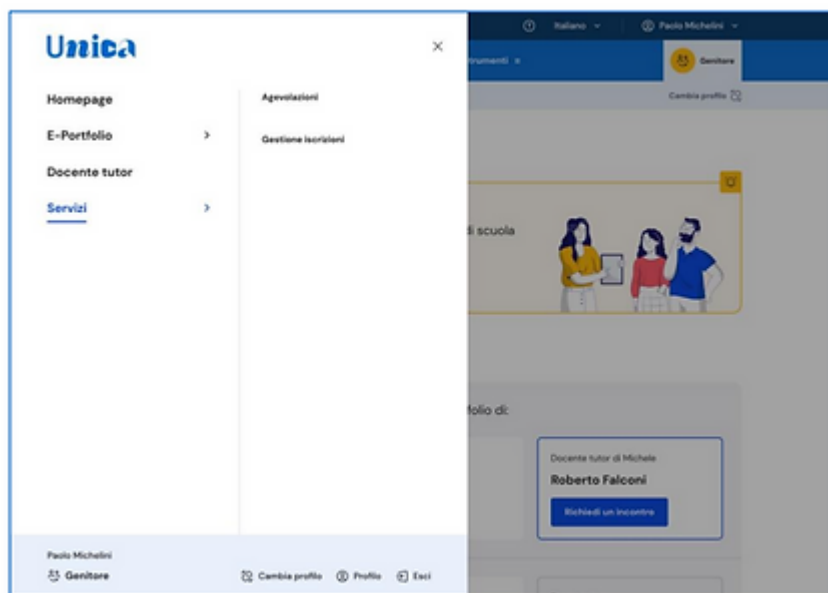 Unica
Homepage
E-Portfolio
Docente tutor
Servizi
Agevolazioni
Gestione iscrizioni
Paolo Michelini
Genitore
Cambia profilo
Profilo
Esci
Italiano
Paolo Michelini
trumenti
Genitore
Cambia profilo
di scuola
folio di:
Docente tutor di Michele
Roberto Falconi
Richiedi un incontro